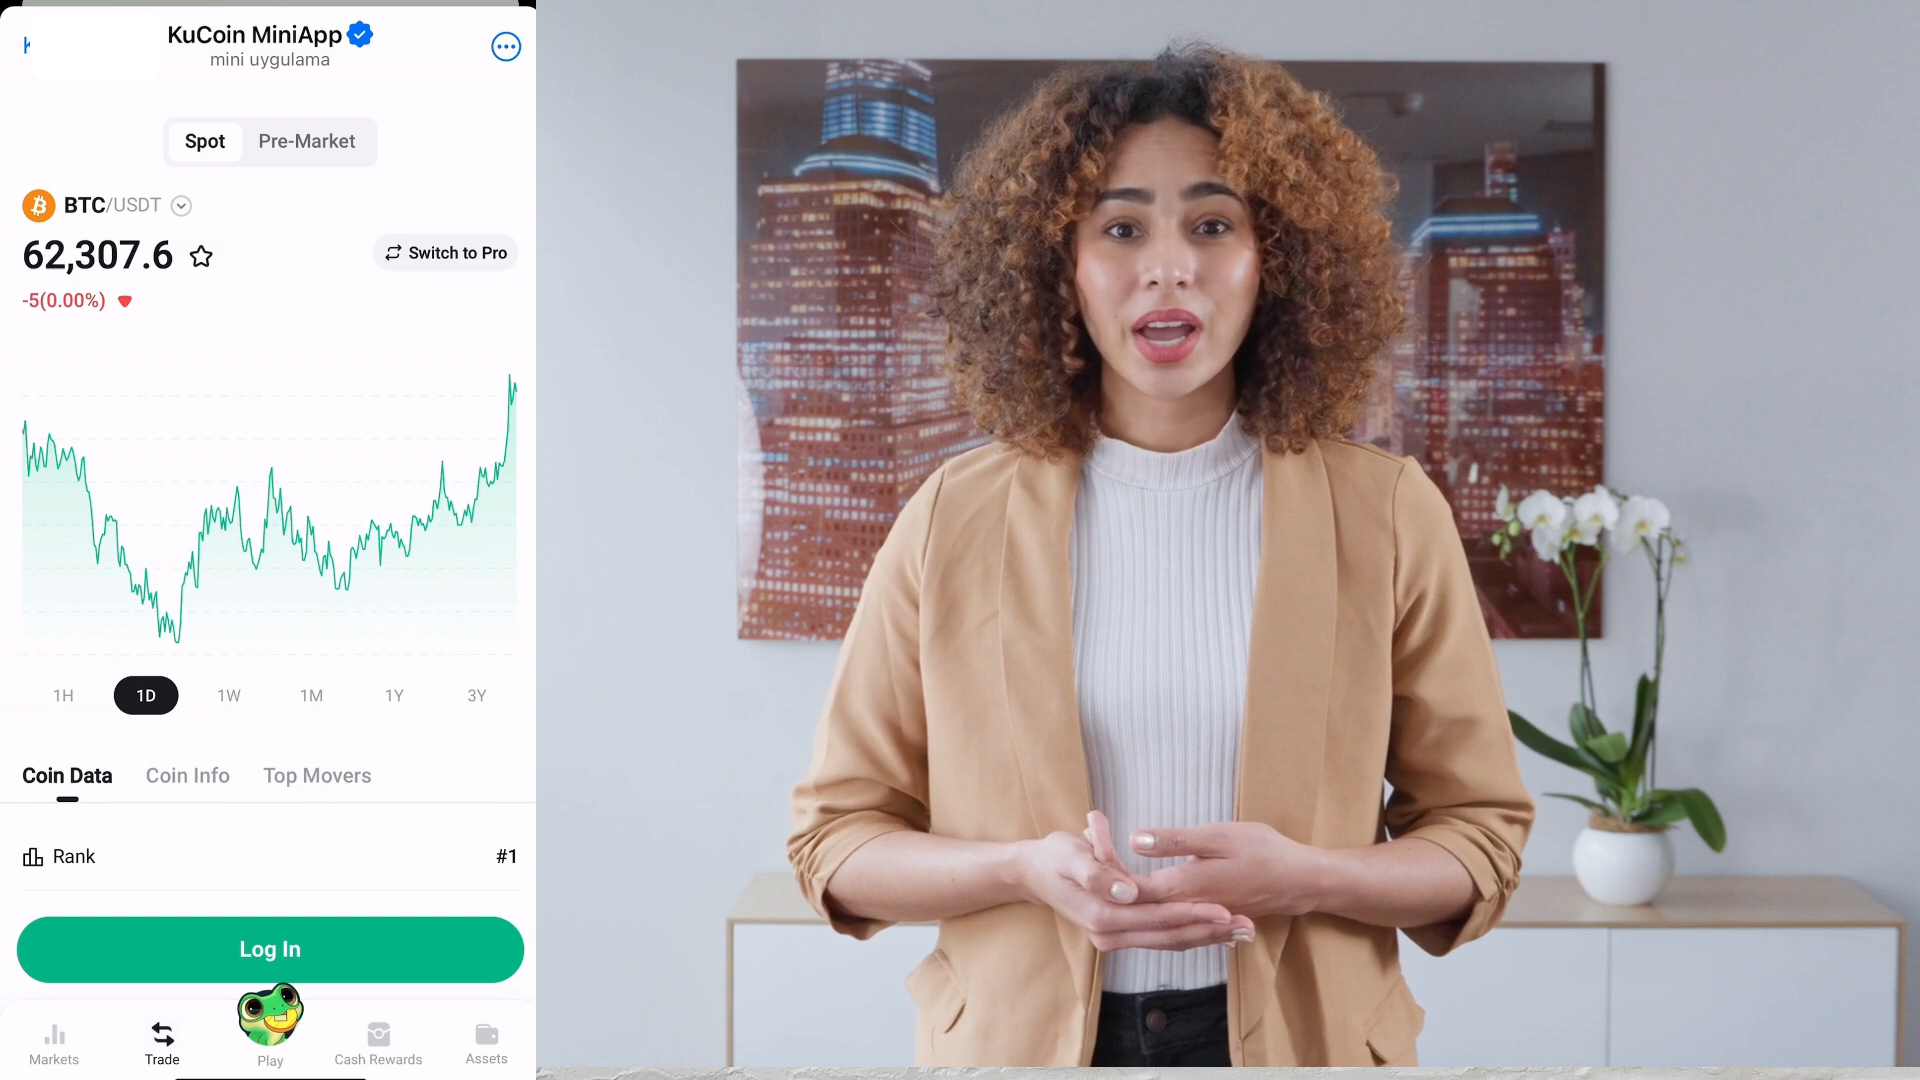 KuCoin MiniApp
mini uygulama
Spot Pre-Market
BTC/USDT
62,307.6
Switch to Pro
-5(0.00%)
1H 1D 1W 1M 1Y 3Y
Coin Data Coin Info Top Movers
Rank #1
Log In
Markets Trade Play Cash Rewards Assets